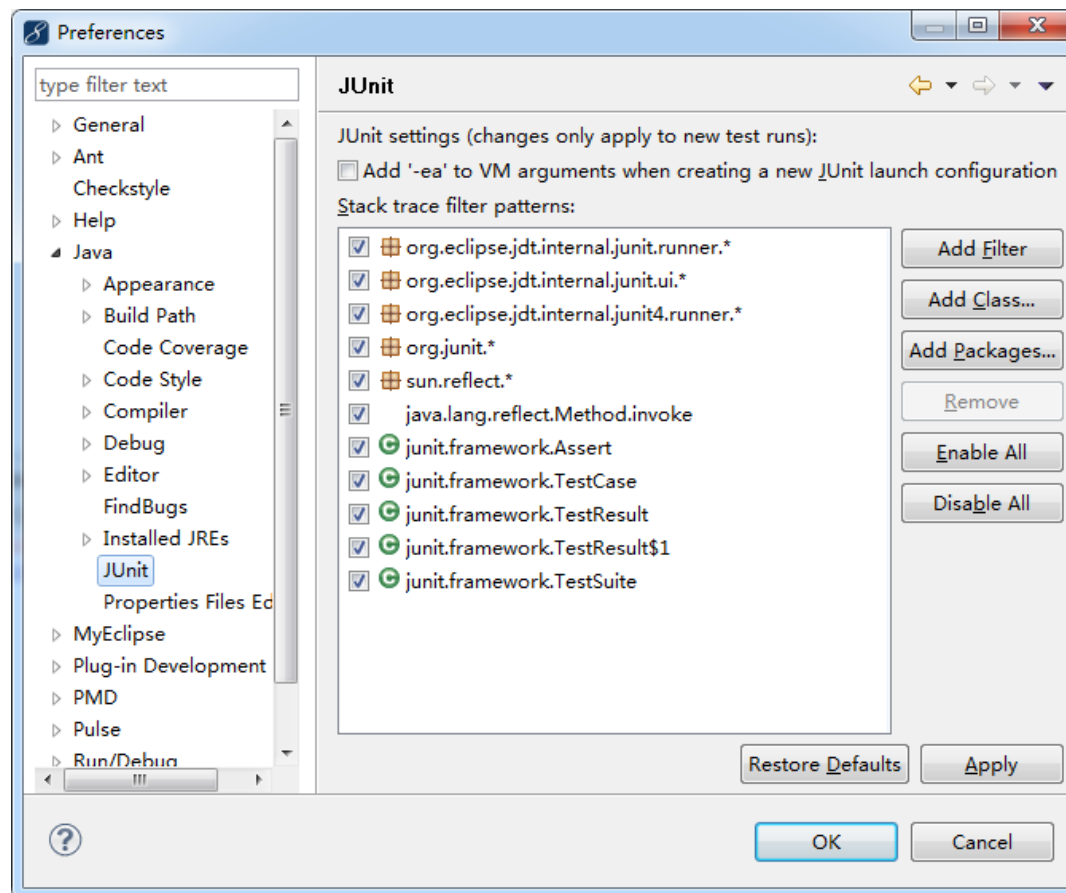 Preferences
type filter text
General
Ant
Checkstyle
Help
Java
Appearance
Build Path
Code Coverage
Code Style
Compiler
Debug
Editor
FindBugs
Installed JREs
JUnit
Properties Files Ed
MyEclipse
Plug-in Development
PMD
Pulse
Run/Debug
JUnit
JUnit settings (changes only apply to new test runs):
Add '-ea' to VM arguments when creating a new JUnit launch configuration
Stack trace filter patterns:
org.eclipse.jdt.internal.junit.runner.*
org.eclipse.jdt.internal.junit.ui.*
org.eclipse.jdt.internal.junit4.runner.*
org.junit.*
sun.reflect.*
java.lang.reflect.Method.invoke
junit.framework.Assert
junit.framework.TestCase
junit.framework.TestResult
junit.framework.TestResult$1
junit.framework.TestSuite
Add Filter
Add Class...
Add Packages...
Remove
Enable All
Disable All
Restore Defaults
Apply
OK
Cancel